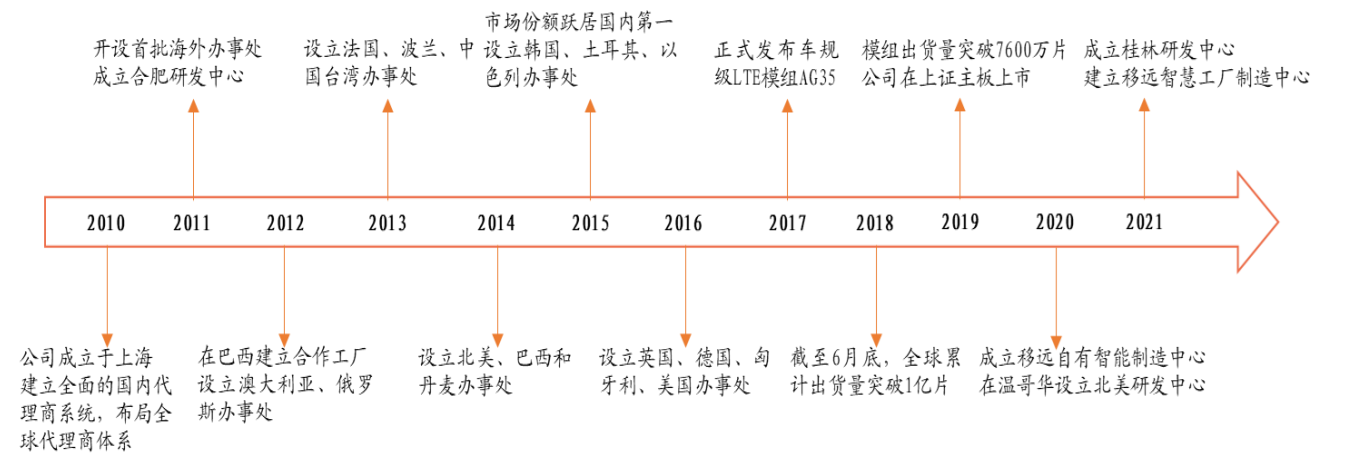 开设首批海外办事处
成立合肥研发中心
设立法国、波兰、中
国台湾办事处
市场份额跃居国内第一
设立韩国、土耳其、以
色列办事处
正式发布车规
级LTE模组AG35
模组出货量突破7600万片
公司在上证主板上市
成立桂林研发中心
建立移远智慧工厂制造中心
2010 2011 2012 2013 2014 2015 2016 2017 2018 2019 2020 2021
公司成立于上海
建立全面的国内代
理商系统，布局全
球代理商体系
在巴西建立合作工厂
设立澳大利亚、俄罗
斯办事处
设立北美、巴西和
丹麦办事处
设立英国、德国、匈
牙利、美国办事处
截至6月底，全球累
计出货量突破1亿片
成立移远自有智能制造中心
在温哥华设立北美研发中心